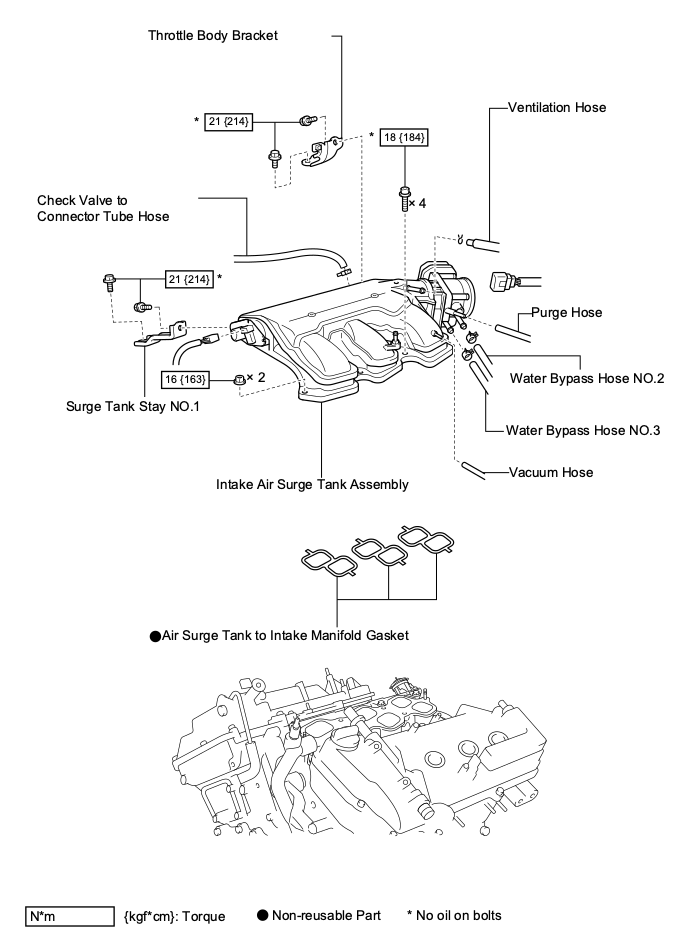 Throttle Body Bracket
* 21 {214}
* 18 {184}
Ventilation Hose
× 4
Check Valve to
Connector Tube Hose
21 {214} *
Purge Hose
16 {163} × 2
Water Bypass Hose NO.2
Surge Tank Stay NO.1
Water Bypass Hose NO.3
Vacuum Hose
Intake Air Surge Tank Assembly
●Air Surge Tank to Intake Manifold Gasket
N*m {kgf*cm}: Torque ● Non-reusable Part * No oil on bolts